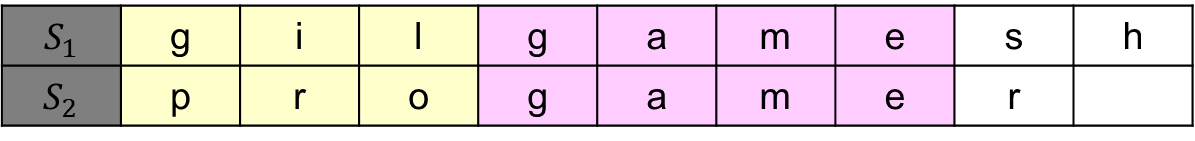 S₁ g i l g a m e s h
S₂ p r o g a m e r